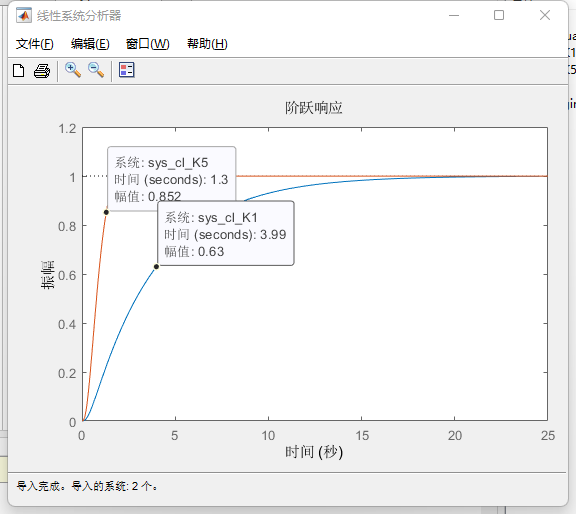 线性系统分析器
文件(F) 编辑(E) 窗口(W) 帮助(H)
阶跃响应
1.2
1
0.8
0.6
0.4
0.2
0
振幅
系统: sys_cl_K5
时间 (seconds): 1.3
幅值: 0.852
系统: sys_cl_K1
时间 (seconds): 3.99
幅值: 0.63
0 5 10 15 20 25
时间 (秒)
导入完成。导入的系统: 2 个。